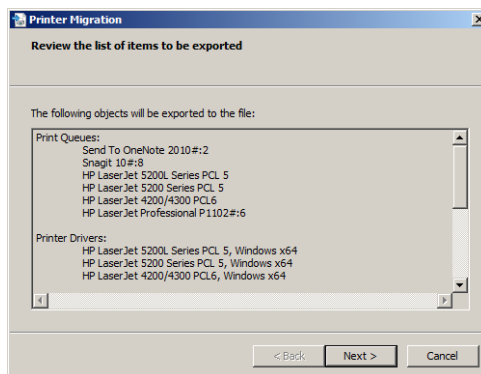 Printer Migration
Review the list of items to be exported
The following objects will be exported to the file:
Print Queues:
Send To OneNote 2010#:2
Snagit 10#:8
HP LaserJet 5200L Series PCL 5
HP LaserJet 5200 Series PCL 5
HP LaserJet 4200/4300 PCL6
HP LaserJet Professional P1102#:6
Printer Drivers:
HP LaserJet 5200L Series PCL 5, Windows x64
HP LaserJet 5200 Series PCL 5, Windows x64
HP LaserJet 4200/4300 PCL6, Windows x64
< Back Next > Cancel